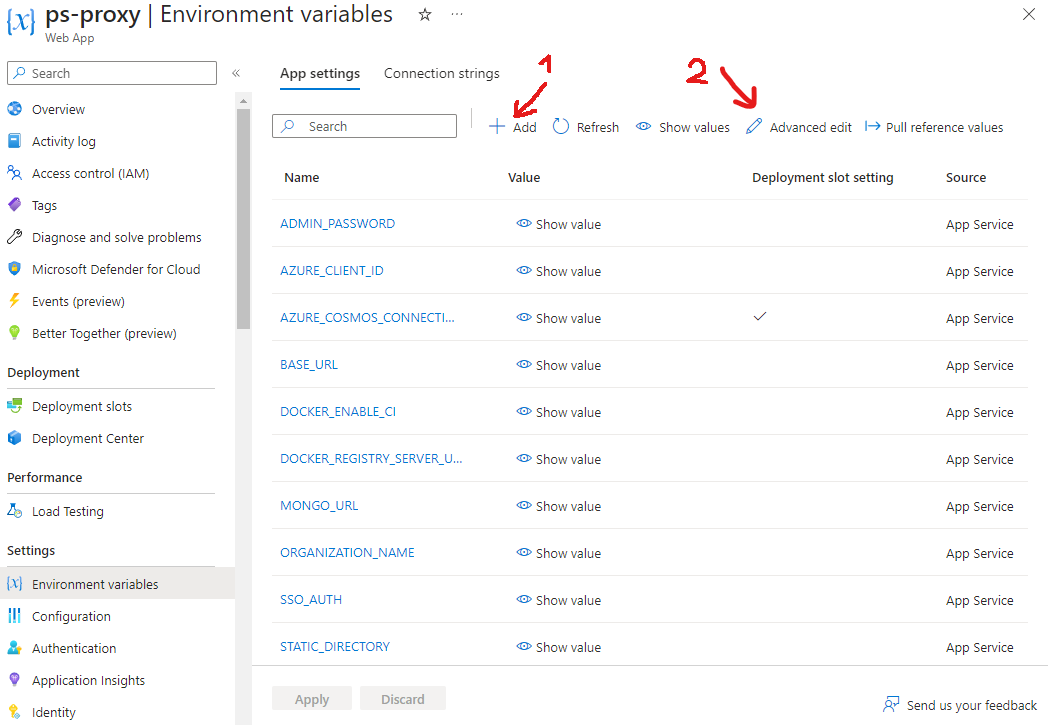 ps-proxy | Environment variables
Web App
Search
Overview
Activity log
Access control (IAM)
Tags
Diagnose and solve problems
Microsoft Defender for Cloud
Events (preview)
Better Together (preview)
Deployment
Deployment slots
Deployment Center
Performance
Load Testing
Settings
Environment variables
Configuration
Authentication
Application Insights
Identity
App settings Connection strings
1
2
Search
Add Refresh Show values Advanced edit Pull reference values
Name Value Deployment slot setting Source
ADMIN_PASSWORD Show value App Service
AZURE_CLIENT_ID Show value App Service
AZURE_COSMOS_CONNECTI... Show value App Service
BASE_URL Show value App Service
DOCKER_ENABLE_CI Show value App Service
DOCKER_REGISTRY_SERVER_U... Show value App Service
MONGO_URL Show value App Service
ORGANIZATION_NAME Show value App Service
SSO_AUTH Show value App Service
STATIC_DIRECTORY Show value App Service
Apply Discard
Send us your feedback